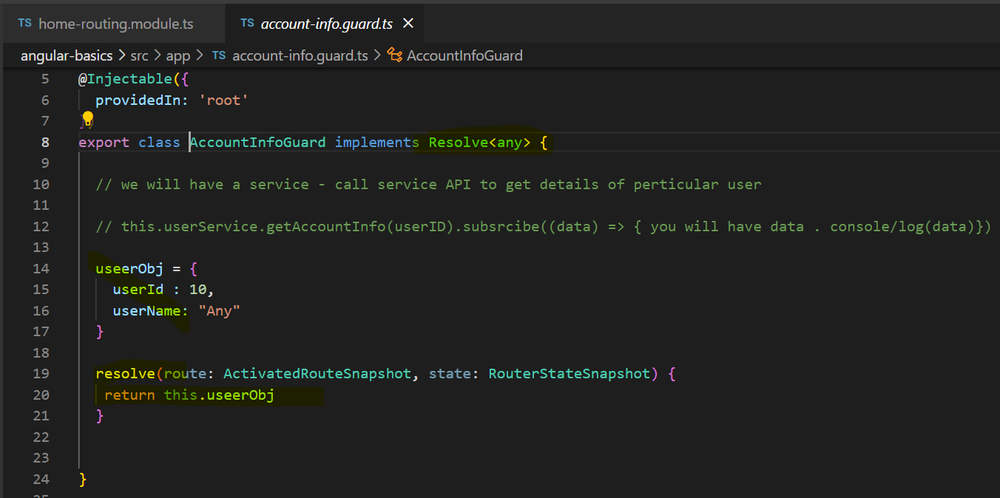 TS home-routing.module.ts TS account-info.guard.ts
angular-basics > src > app > TS account-info.guard.ts > AccountInfoGuard
5 @Injectable({
6 providedIn: 'root'
7 })
8 export class AccountInfoGuard implements Resolve<any> {
9
10 // we will have a service - call service API to get details of perticular user
11
12 // this.userService.getAccountInfo(userID).subsrcibe((data) => { you will have data . console/log(data)})
13
14 useerObj = {
15 userId : 10,
16 userName: "Any"
17 }
18
19 resolve(route: ActivatedRouteSnapshot, state: RouterStateSnapshot) {
20 return this.useerObj
21 }
22
23
24 }